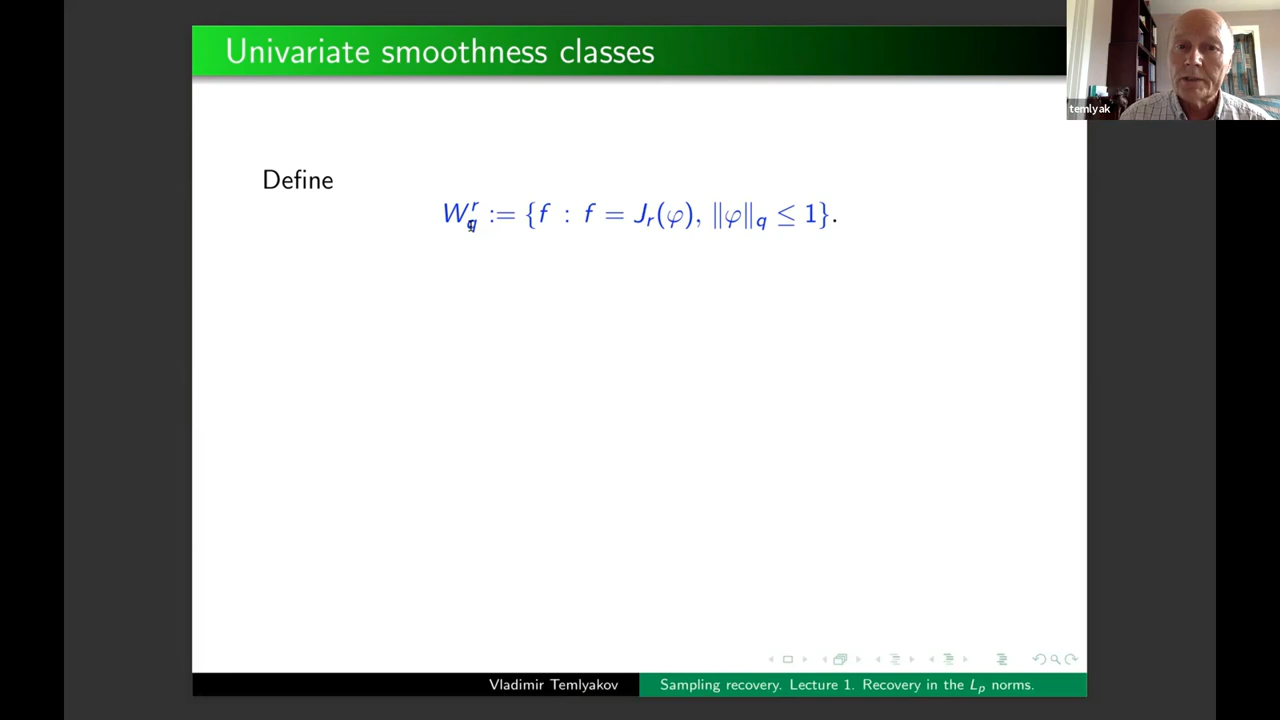 Univariate smoothness classes
temlyak
Define
W_q^r := {f : f = J_r(φ), ‖φ‖_q ≤ 1}.
Vladimir Temlyakov
Sampling recovery. Lecture 1. Recovery in the L_p norms.